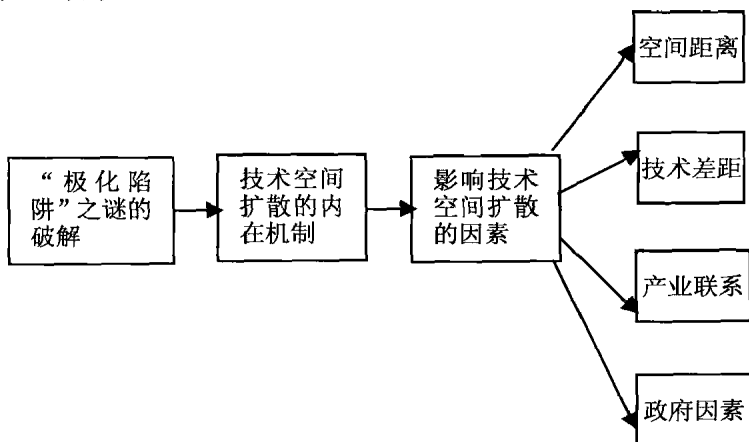 “极化陷
阱”之谜的
破解
技术空间
扩散的内
在机制
影响技术
空间扩散
的因素
空间距离
技术差距
产业联系
政府因素